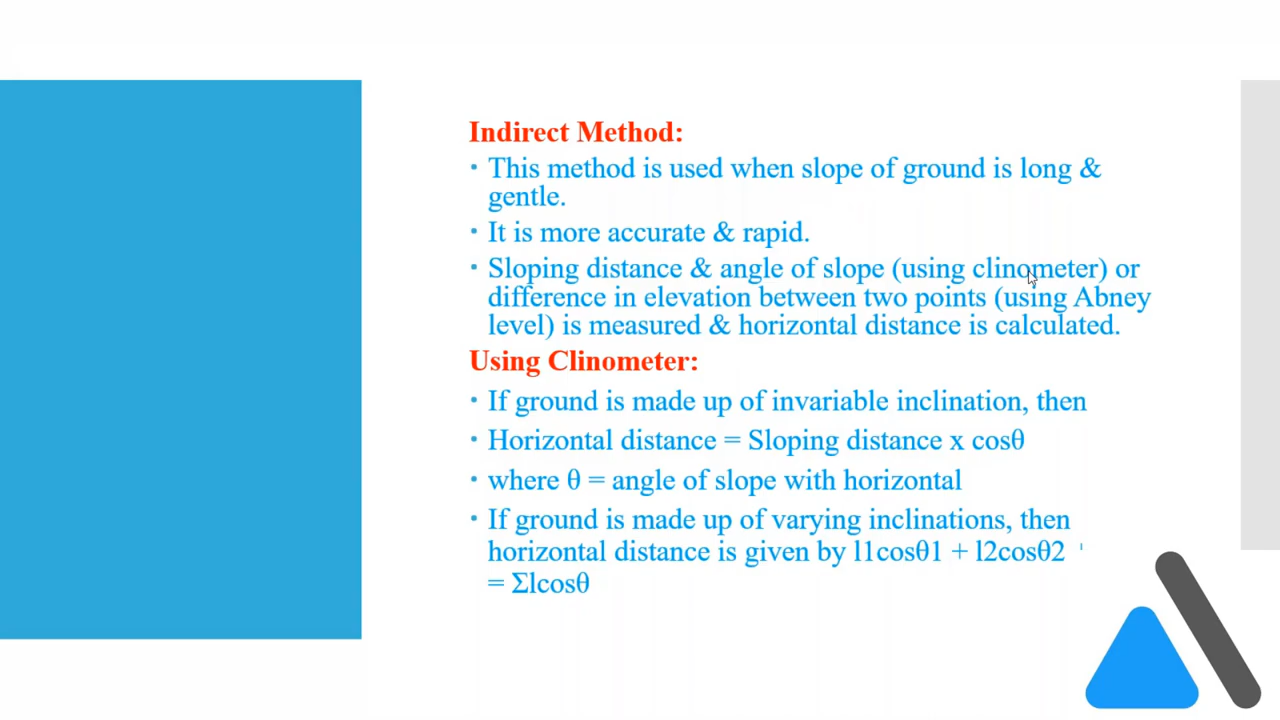 Indirect Method:
• This method is used when slope of ground is long &
gentle.
• It is more accurate & rapid.
• Sloping distance & angle of slope (using clinometer) or
difference in elevation between two points (using Abney
level) is measured & horizontal distance is calculated.
Using Clinometer:
• If ground is made up of invariable inclination, then
• Horizontal distance = Sloping distance x cosθ
• where θ = angle of slope with horizontal
• If ground is made up of varying inclinations, then
horizontal distance is given by l1cosθ1 + l2cosθ2
= Σlcosθ